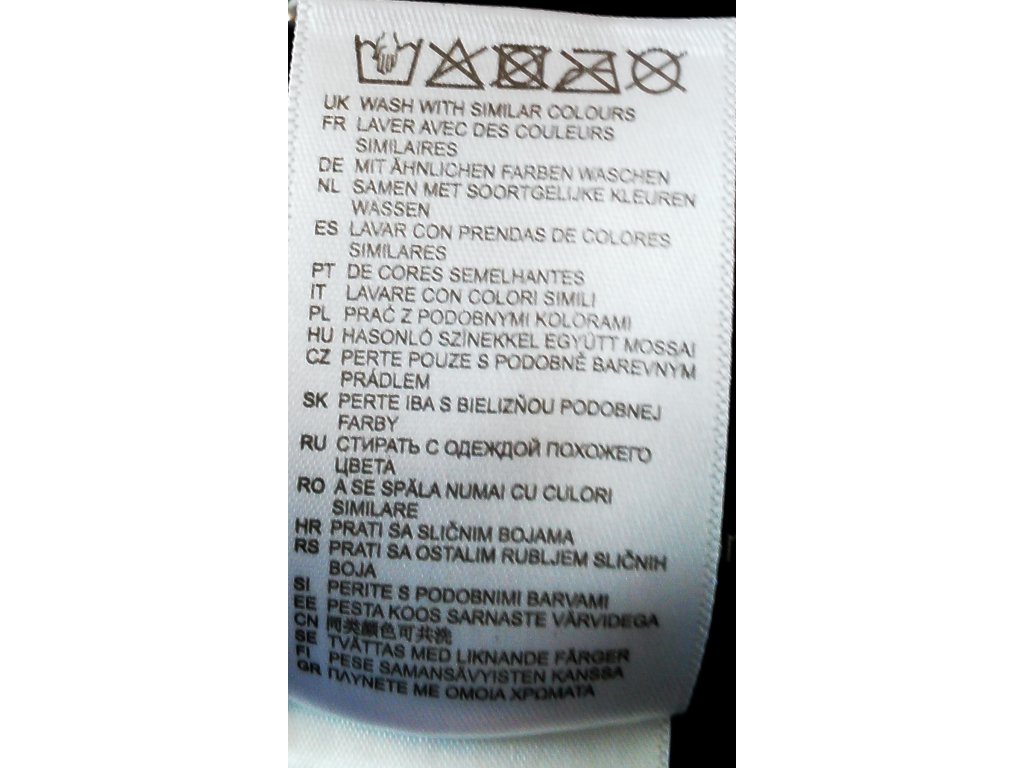 UK WASH WITH SIMILAR COLOURS
FR LAVER AVEC DES COULEURS
SIMILAIRES
DE MIT ÄHNLICHEN FARBEN WASCHEN
NL SAMEN MET SOORTGELIJKE KLEUREN
WASSEN
ES LAVAR CON PRENDAS DE COLORES
SIMILARES
PT DE CORES SEMELHANTES
IT LAVARE CON COLORI SIMILI
PL PRAĆ Z PODOBNYMI KOLORAMI
HU HASONLÓ SZÍNEKKEL EGYÜTT MOSSAI
CZ PERTE POUZE S PODOBNĚ BAREVNÝM
PRÁDLEM
SK PERTE IBA S BIELIZŇOU PODOBNEJ
FARBY
RU СТИРАТЬ С ОДЕЖДОЙ ПОХОЖЕГО
ЦВЕТА
RO A SE SPĂLA NUMAI CU CULORI
SIMILARE
HR PRATI SA SLIČNIM BOJAMA
RS PRATI SA OSTALIM RUBLJEM SLIČNIH
BOJA
SI PERITE S PODOBNIMI BARVAMI
EE PESTA KOOS SARNASTE VÄRVIDEGA
CN 同类颜色可共洗
SE TVÄTTAS MED LIKNANDE FÄRGER
FI PESE SAMANSÄVYISTEN KANSSA
GR ΠΛΥΝΕΤΕ ΜΕ ΟΜΟΙΑ ΧΡΩΜΑΤΑ